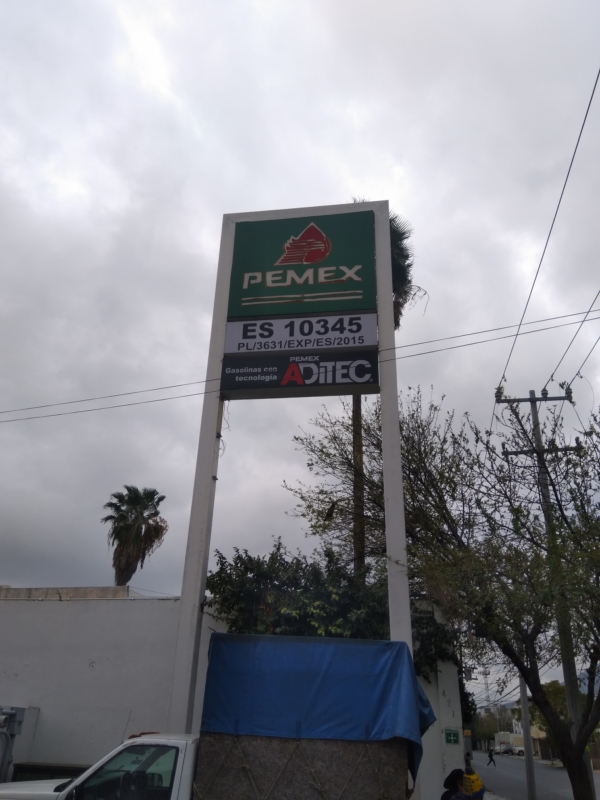 PEMEX
ES 10345
PL/3631/EXP/ES/2015
PEMEX
Gasolinas con
tecnología
ADITEC